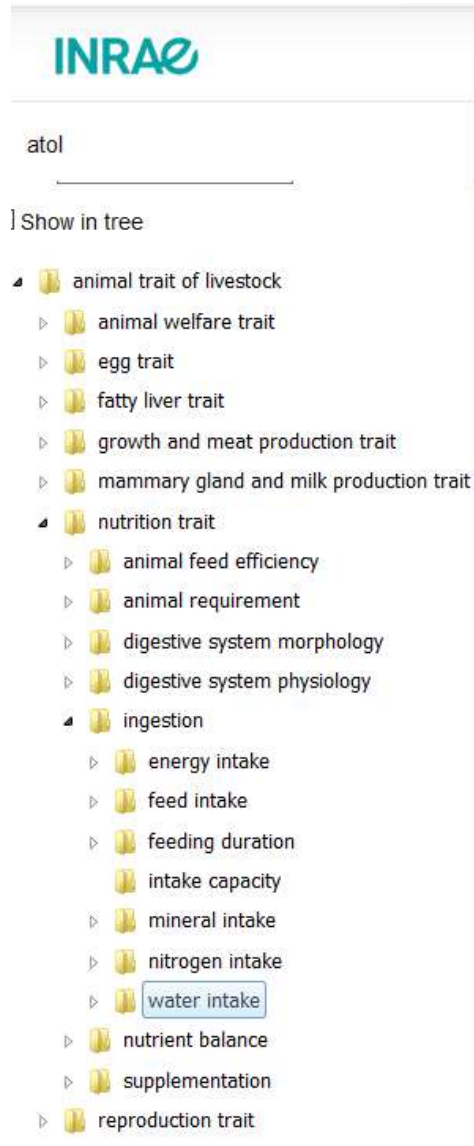 INRAE
atol
Show in tree
animal trait of livestock
animal welfare trait
egg trait
fatty liver trait
growth and meat production trait
mammary gland and milk production trait
nutrition trait
animal feed efficiency
animal requirement
digestive system morphology
digestive system physiology
ingestion
energy intake
feed intake
feeding duration
intake capacity
mineral intake
nitrogen intake
water intake
nutrient balance
supplementation
reproduction trait